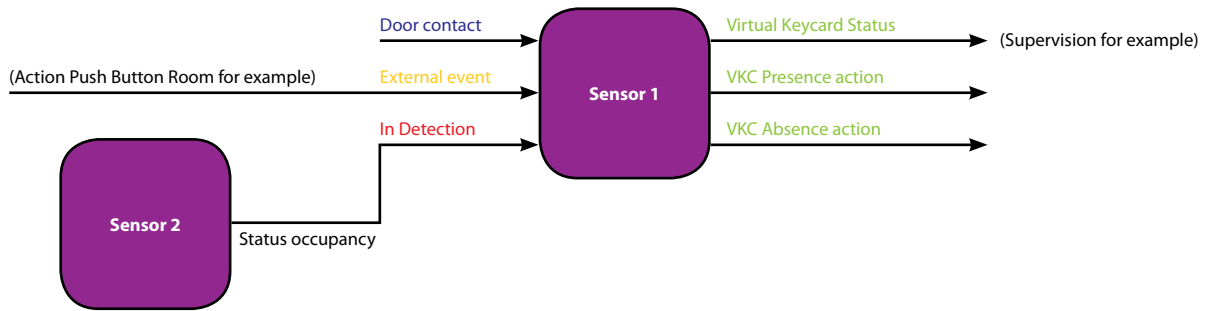 Door contact
Virtual Keycard Status
(Supervision for example)
(Action Push Button Room for example)
External event
Sensor 1
VKC Presence action
In Detection
VKC Absence action
Sensor 2
Status occupancy